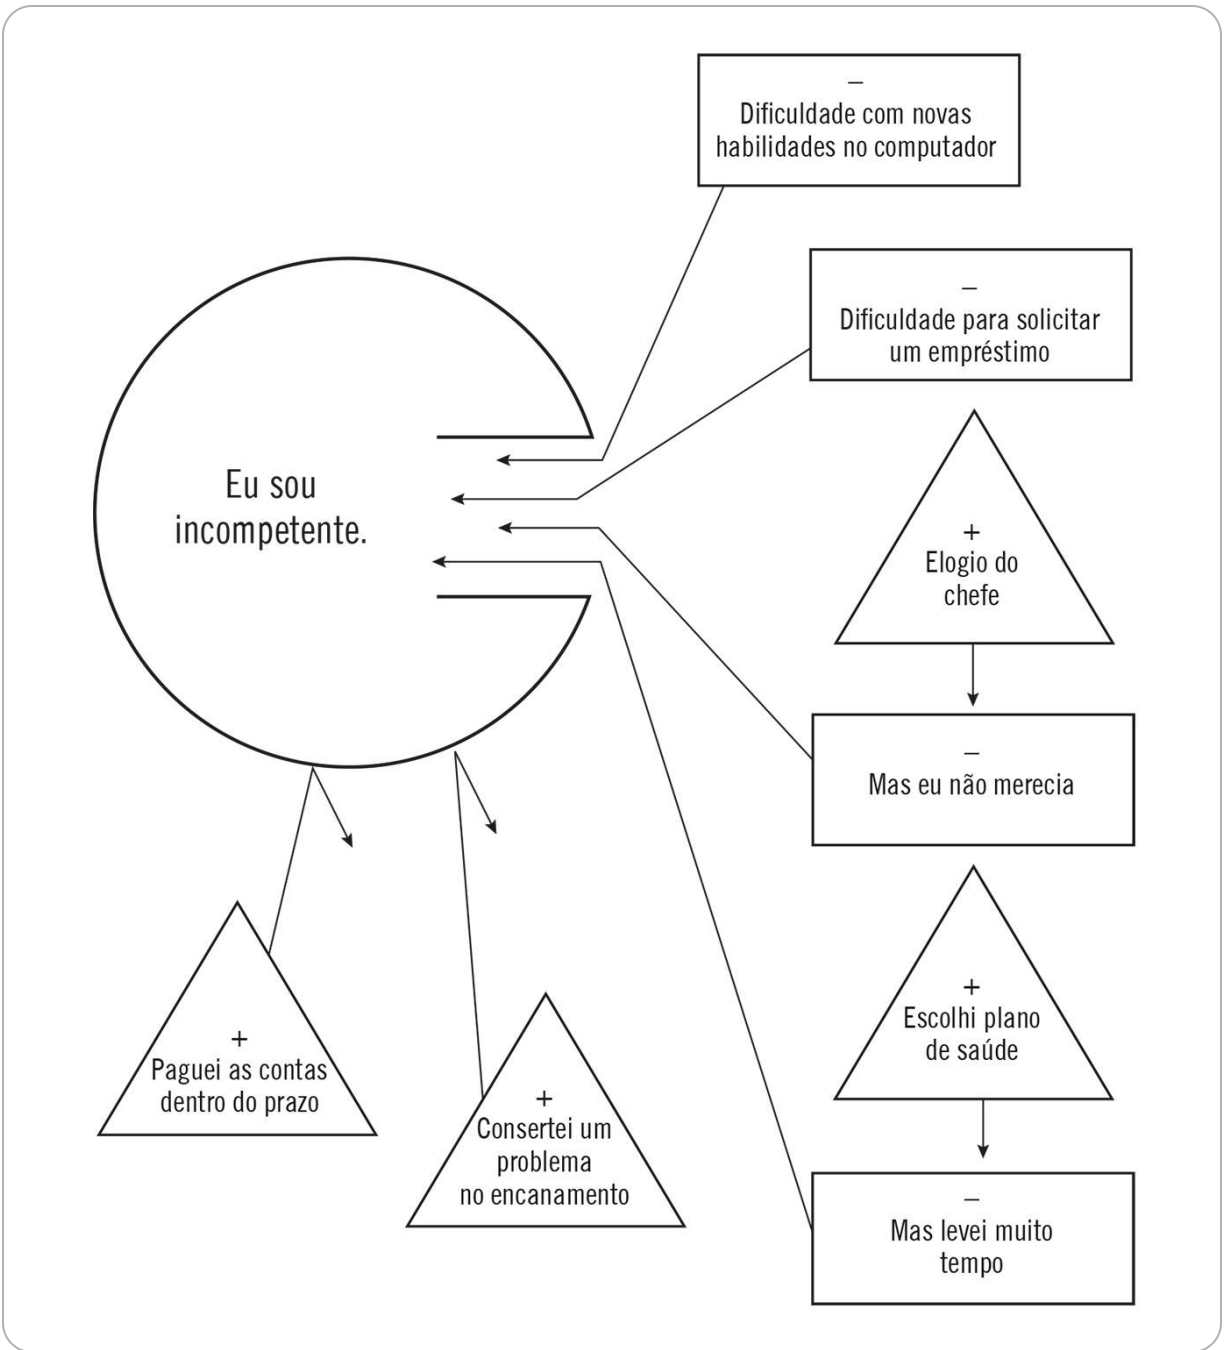 –
Dificuldade com novas
habilidades no computador
–
Dificuldade para solicitar
um empréstimo
Eu sou
incompetente.
+
Elogio do
chefe
–
Mas eu não merecia
+
Escolhi plano
de saúde
+
Paguei as contas
dentro do prazo
+
Consertei um
problema
no encanamento
–
Mas levei muito
tempo